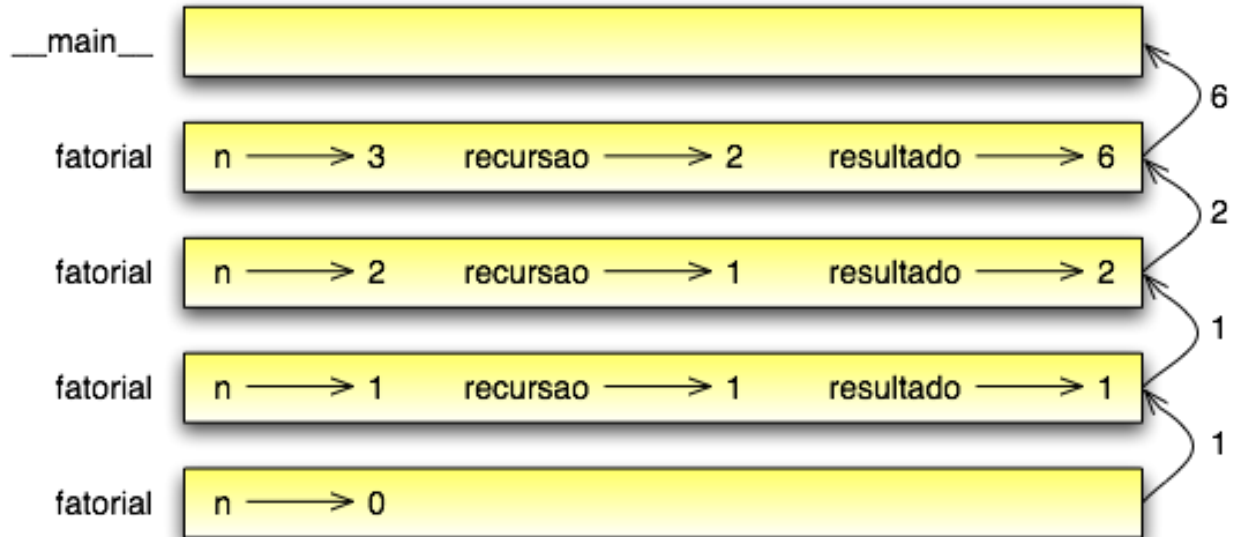 __main__
6
fatorial n 3 recursao 2 resultado 6
2
fatorial n 2 recursao 1 resultado 2
1
fatorial n 1 recursao 1 resultado 1
1
fatorial n 0